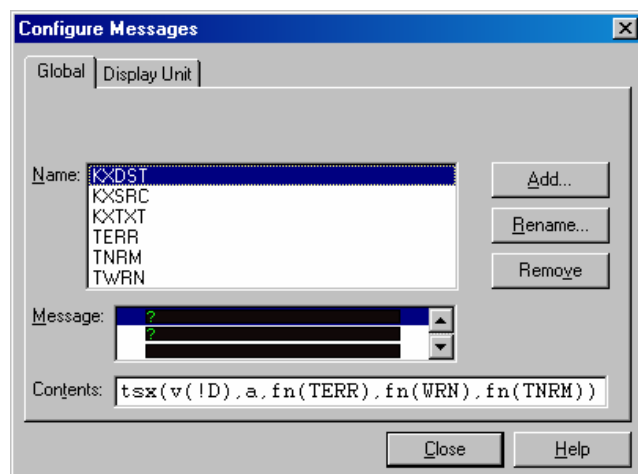 Configure Messages
Global Display Unit
Name: KXDST Add...
KXSRC
KXTXT Rename...
TERR
TNRM Remove
TWRN
Message: ?
?
Contents: tsx(v(!D),a,fn(TERR),fn(WRN),fn(TNRM))
Close Help